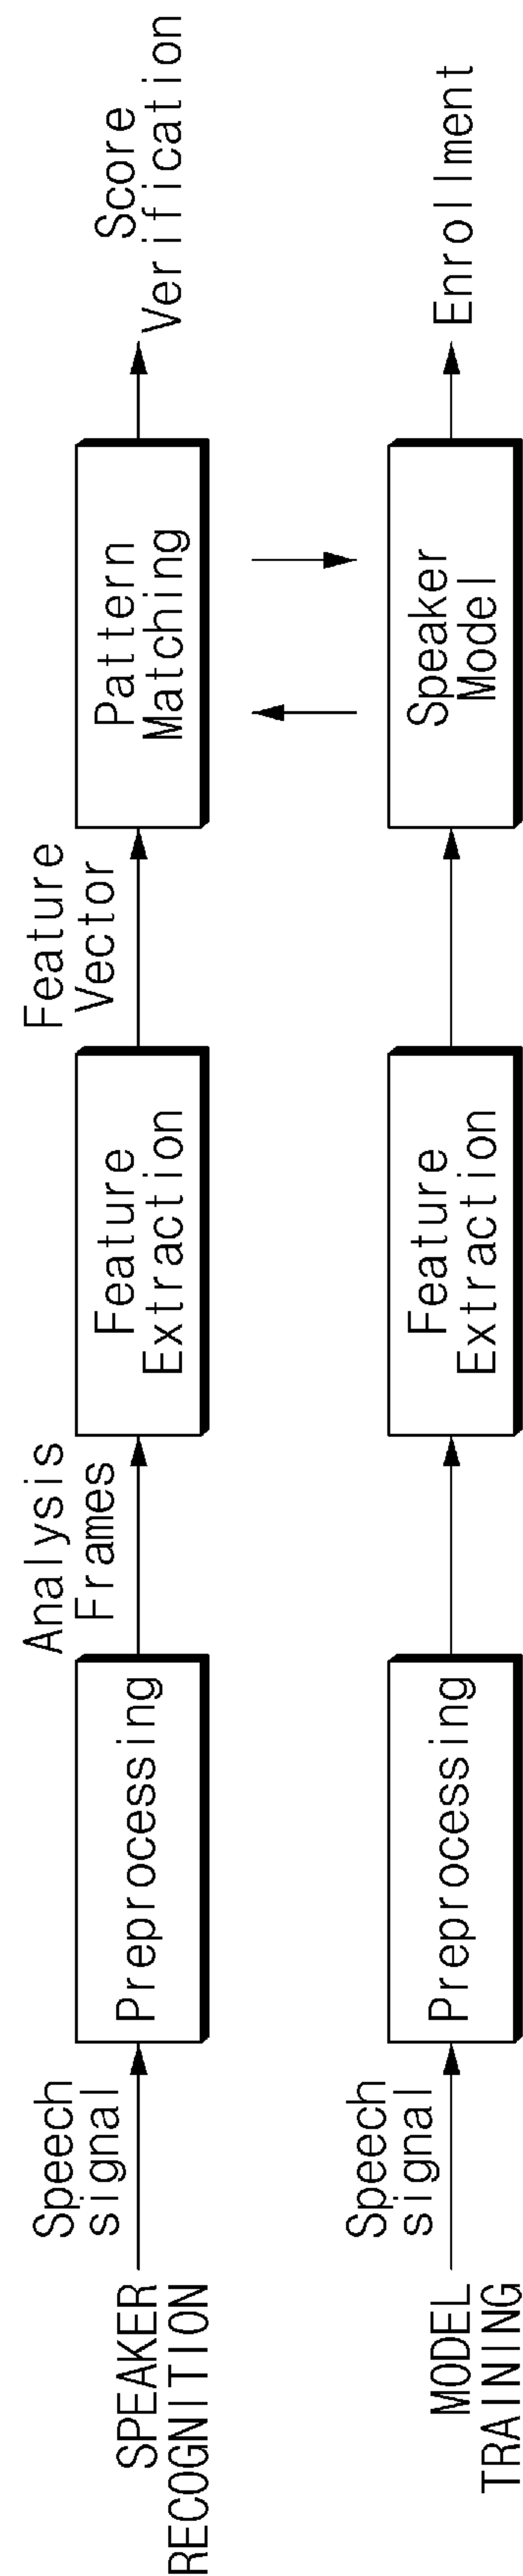 SPEAKER
RECOGNITION
Speech
signal
Preprocessing
Analysis
Frames
Feature
Extraction
Feature
Vector
Pattern
Matching
Score
Verification
MODEL
TRAINING
Speech
signal
Preprocessing
Feature
Extraction
Speaker
Model
Enrollment